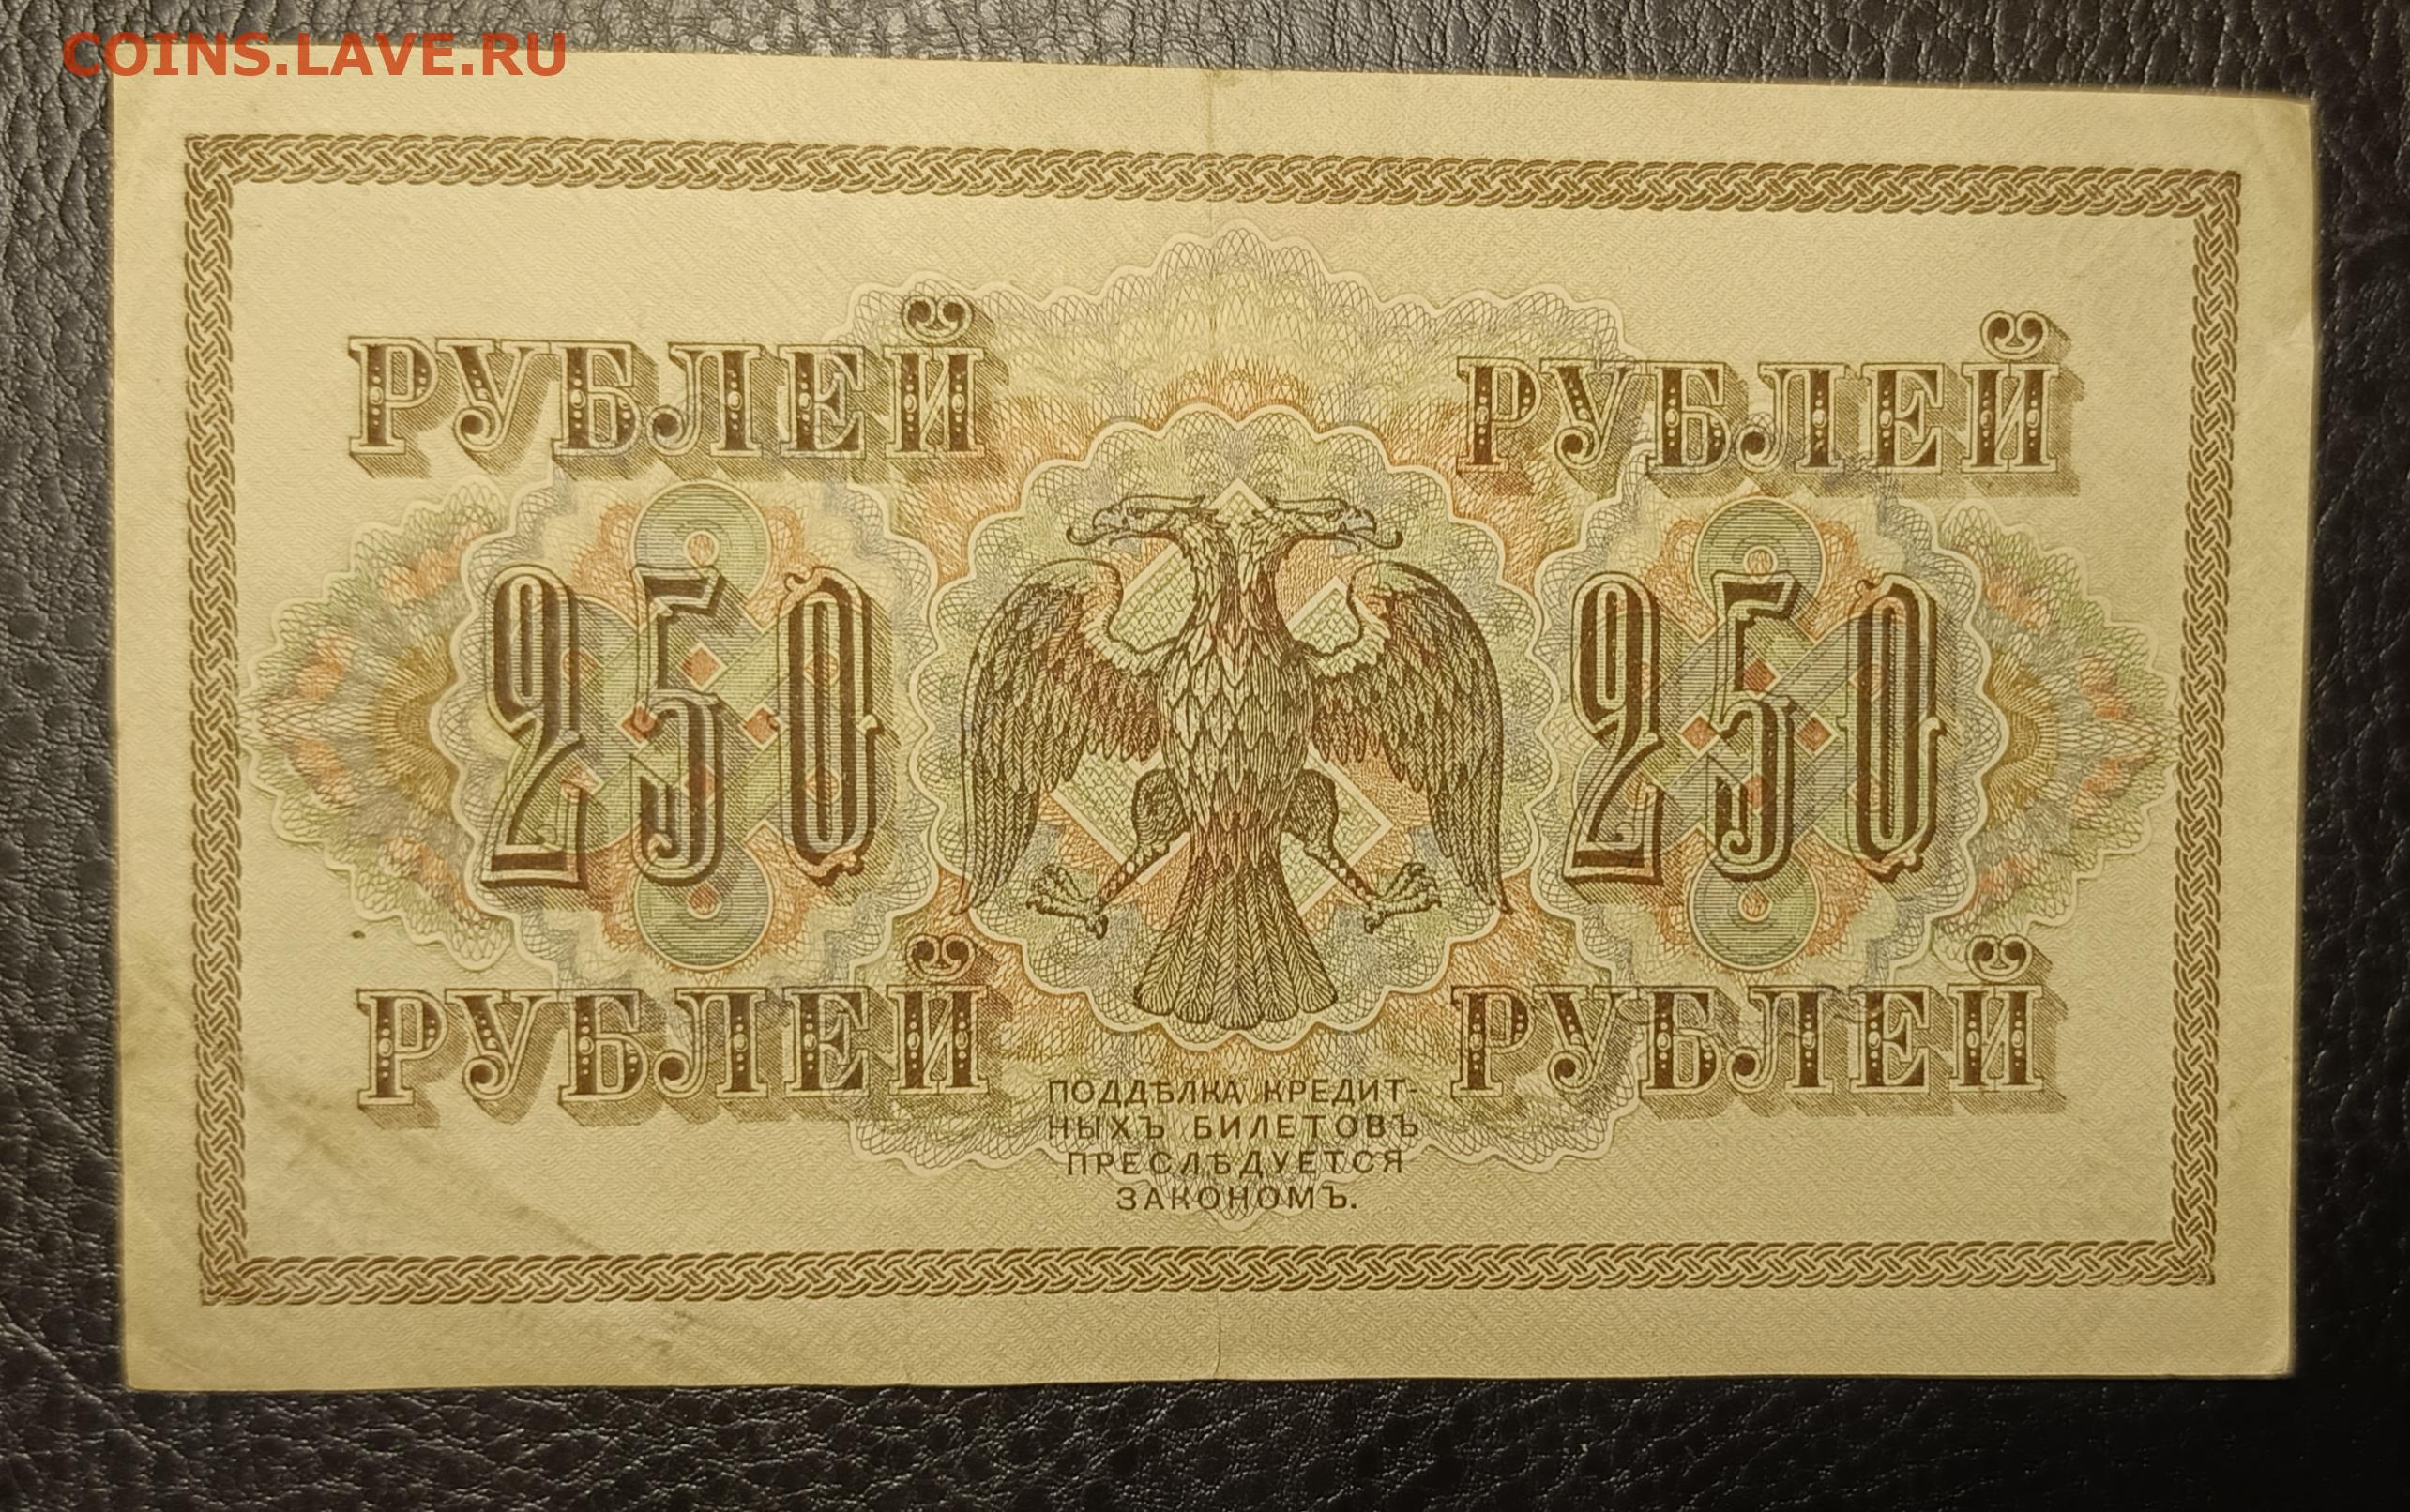 COINS.LAVE.RU
РУБЛЕЙ РУБЛЕЙ
250 250
РУБЛЕЙ РУБЛЕЙ
ПОДДѢЛКА КРЕДИТ-
НЫХЪ БИЛЕТОВЪ
ПРЕСЛѢДУЕТСЯ
ЗАКОНОМЪ.